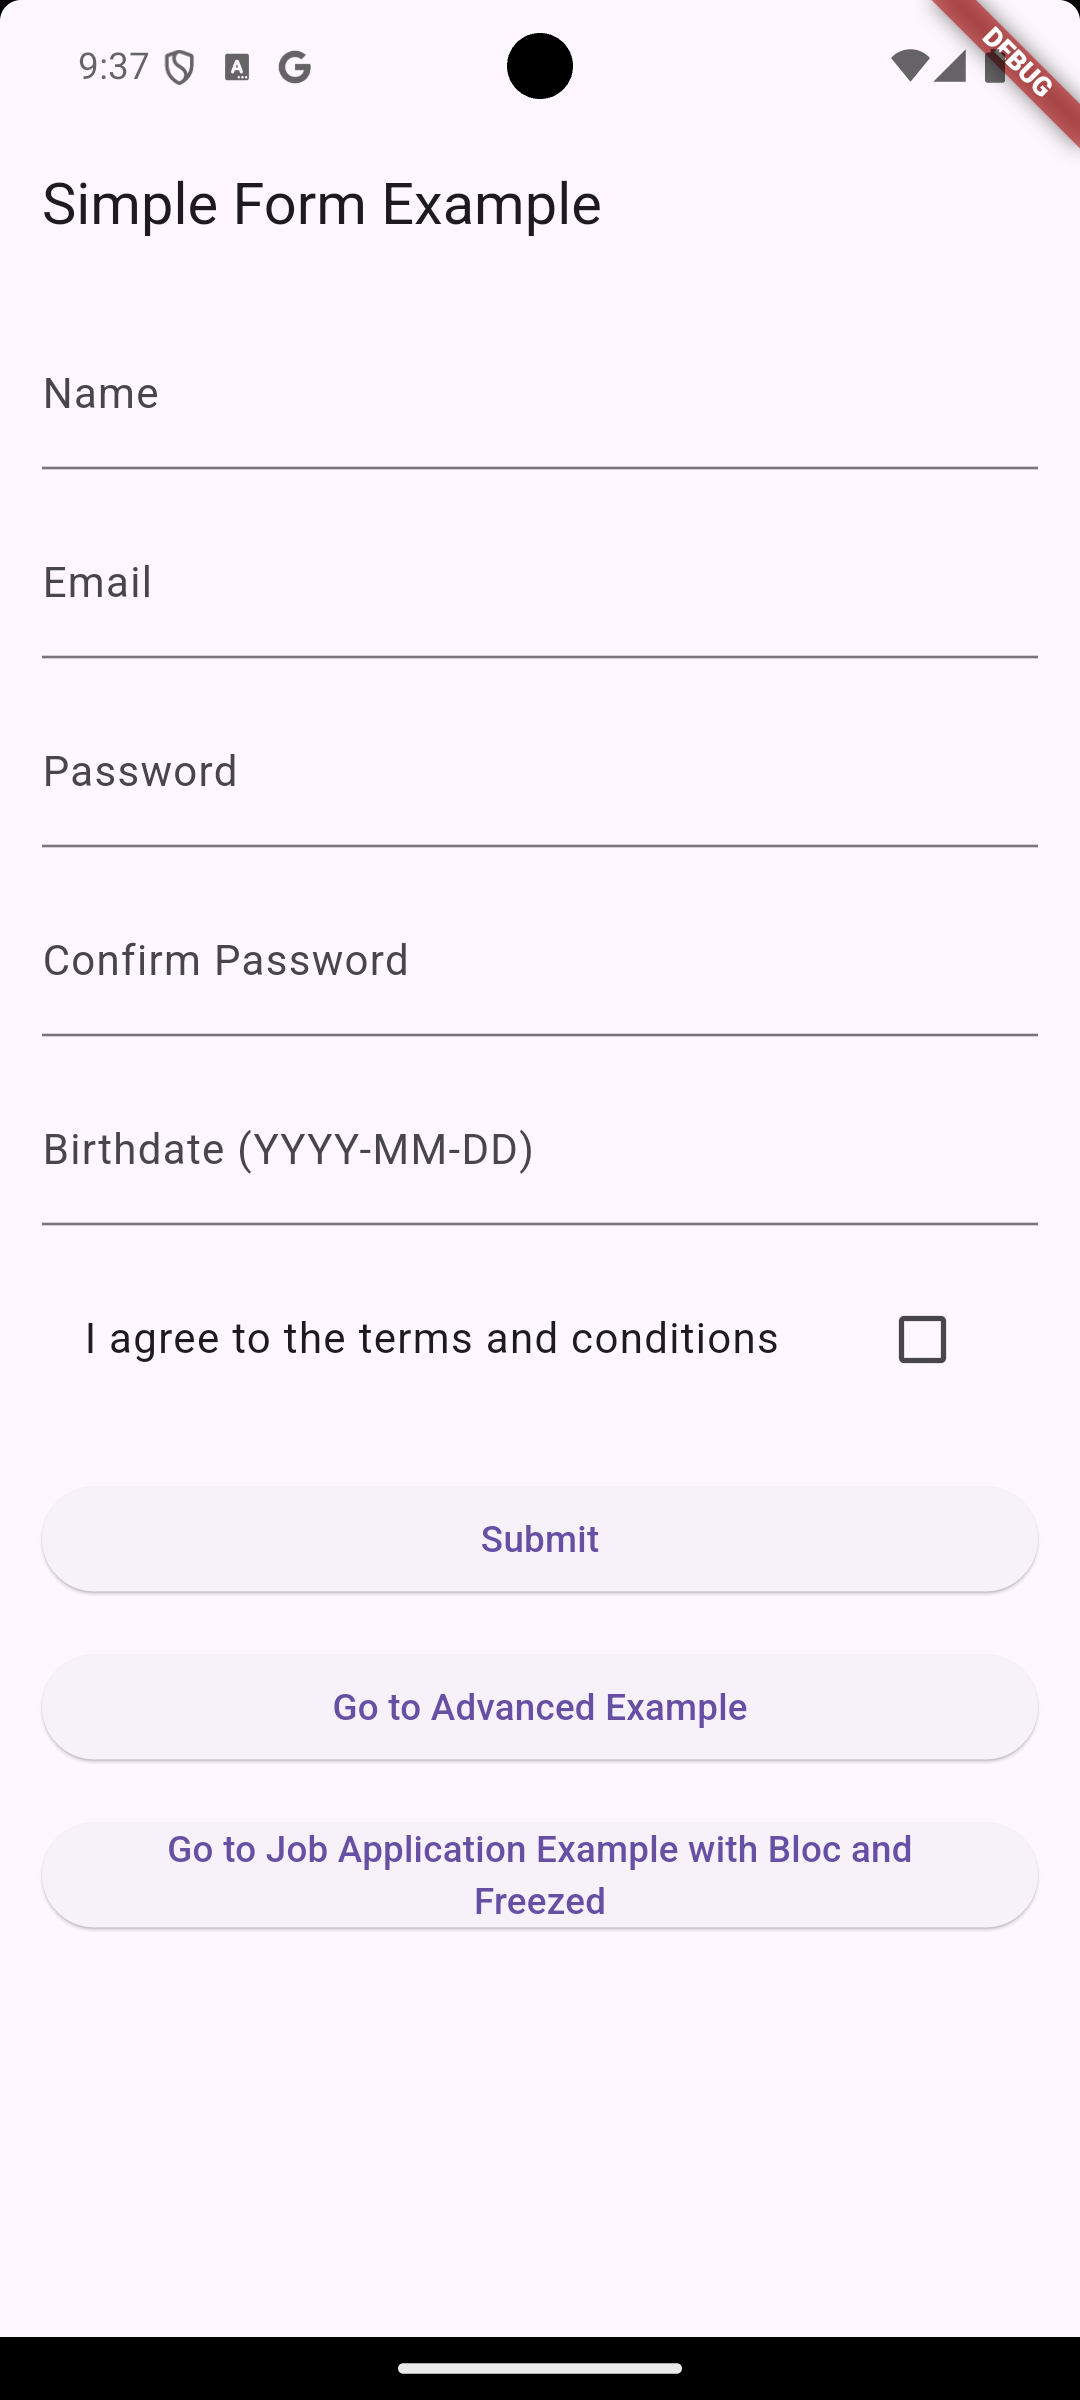 9:37
DEBUG
Simple Form Example
Name
Email
Password
Confirm Password
Birthdate (YYYY-MM-DD)
I agree to the terms and conditions
Submit
Go to Advanced Example
Go to Job Application Example with Bloc and
Freezed